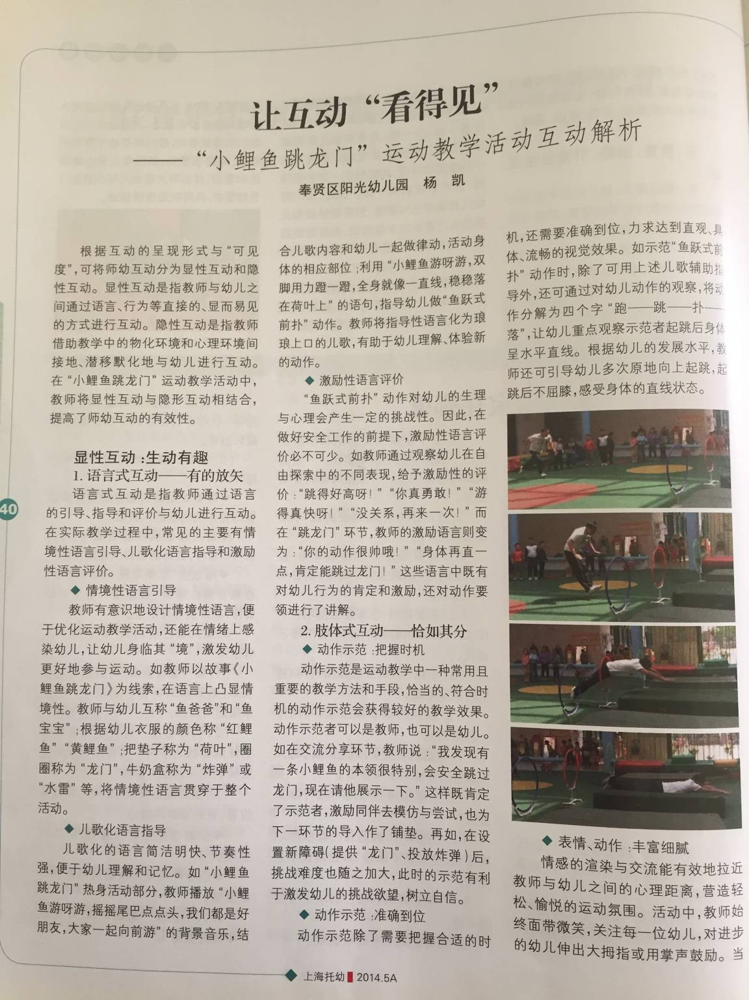 让互动“看得见”
——“小鲤鱼跳龙门”运动教学活动互动解析
奉贤区阳光幼儿园 杨 凯
根据互动的呈现形式与“可见
度”,可将师幼互动分为显性互动和隐
性互动。显性互动是指教师与幼儿之
间通过语言、行为等直接的、显而易见
的方式进行互动。隐性互动是指教师
借助教学中的物化环境和心理环境间
接地、潜移默化地与幼儿进行互动。
在“小鲤鱼跳龙门”运动教学活动中,
教师将显性互动与隐形互动相结合,
提高了师幼互动的有效性。
显性互动:生动有趣
1. 语言式互动——有的放矢
语言式互动是指教师通过语言
的引导、指导和评价与幼儿进行互动。
在实际教学过程中,常见的主要有情
境性语言引导、儿歌化语言指导和激励
性语言评价。
◆ 情境性语言引导
教师有意识地设计情境性语言,便
于优化运动教学活动,还能在情绪上感
染幼儿,让幼儿身临其“境”,激发幼儿
更好地参与运动。如教师以故事《小
鲤鱼跳龙门》为线索,在语言上凸显情
境性。教师与幼儿互称“鱼爸爸”和“鱼
宝宝”;根据幼儿衣服的颜色称“红鲤
鱼”“黄鲤鱼”;把垫子称为“荷叶”,圈
圈称为“龙门”,牛奶盒称为“炸弹”或
“水雷”等,将情境性语言贯穿于整个
活动。
◆ 儿歌化语言指导
儿歌化的语言简洁明快、节奏性
强,便于幼儿理解和记忆。如“小鲤鱼
跳龙门”热身活动部分,教师播放“小鲤
鱼游呀游,摇摇尾巴点点头,我们都是好
朋友,大家一起向前游”的背景音乐,结
合儿歌内容和幼儿一起做律动,活动身
体的相应部位;利用“小鲤鱼游呀游,双
脚用力蹬一蹬,全身就像一直线,稳稳落
在荷叶上”的语句,指导幼儿做“鱼跃式
前扑”动作。教师将指导性语言化为琅
琅上口的儿歌,有助于幼儿理解、体验新
的动作。
◆ 激励性语言评价
“鱼跃式前扑”动作对幼儿的生理
与心理会产生一定的挑战性。因此,在
做好安全工作的前提下,激励性语言评
价必不可少。如教师通过观察幼儿在自
由探索中的不同表现,给予激励性的评
价:“跳得好高呀!”“你真勇敢!”“游
得真快呀!”“没关系,再来一次!”而
在“跳龙门”环节,教师的激励语言则变
为:“你的动作很帅哦!”“身体再直一
点,肯定能跳过龙门!”这些语言中既有
对幼儿行为的肯定和激励,还对动作要
领进行了讲解。
2. 肢体式互动——恰如其分
◆ 动作示范:把握时机
动作示范是运动教学中一种常用且
重要的教学方法和手段,恰当的、符合时
机的动作示范会获得较好的教学效果。
动作示范者可以是教师,也可以是幼儿。
如在交流分享环节,教师说:“我发现有
一条小鲤鱼的本领很特别,会安全跳过
龙门,现在请他展示一下。”这样既肯定
了示范者,激励同伴去模仿与尝试,也为
下一环节的导入作了铺垫。再如,在设
置新障碍(提供“龙门”、投放炸弹)后,
挑战难度也随之加大,此时的示范有利
于激发幼儿的挑战欲望,树立自信。
◆ 动作示范:准确到位
动作示范除了需要把握合适的时
机,还需要准确到位,力求达到直观、具
体、流畅的视觉效果。如示范“鱼跃式前
扑”动作时,除了可用上述儿歌辅助指
导外,还可通过对幼儿动作的观察,将动
作分解为四个字“跑——跳——扑——
落”,让幼儿重点观察示范者起跳后身体
呈水平直线。根据幼儿的发展水平,教
师还可引导幼儿多次原地向上起跳,起
跳后不屈膝,感受身体的直线状态。
◆ 表情、动作:丰富细腻
情感的渲染与交流能有效地拉近
教师与幼儿之间的心理距离,营造轻
松、愉悦的运动氛围。活动中,教师始
终面带微笑,关注每一位幼儿,对进步
的幼儿伸出大拇指或用掌声鼓励。当
40
上海托幼 2014.5A